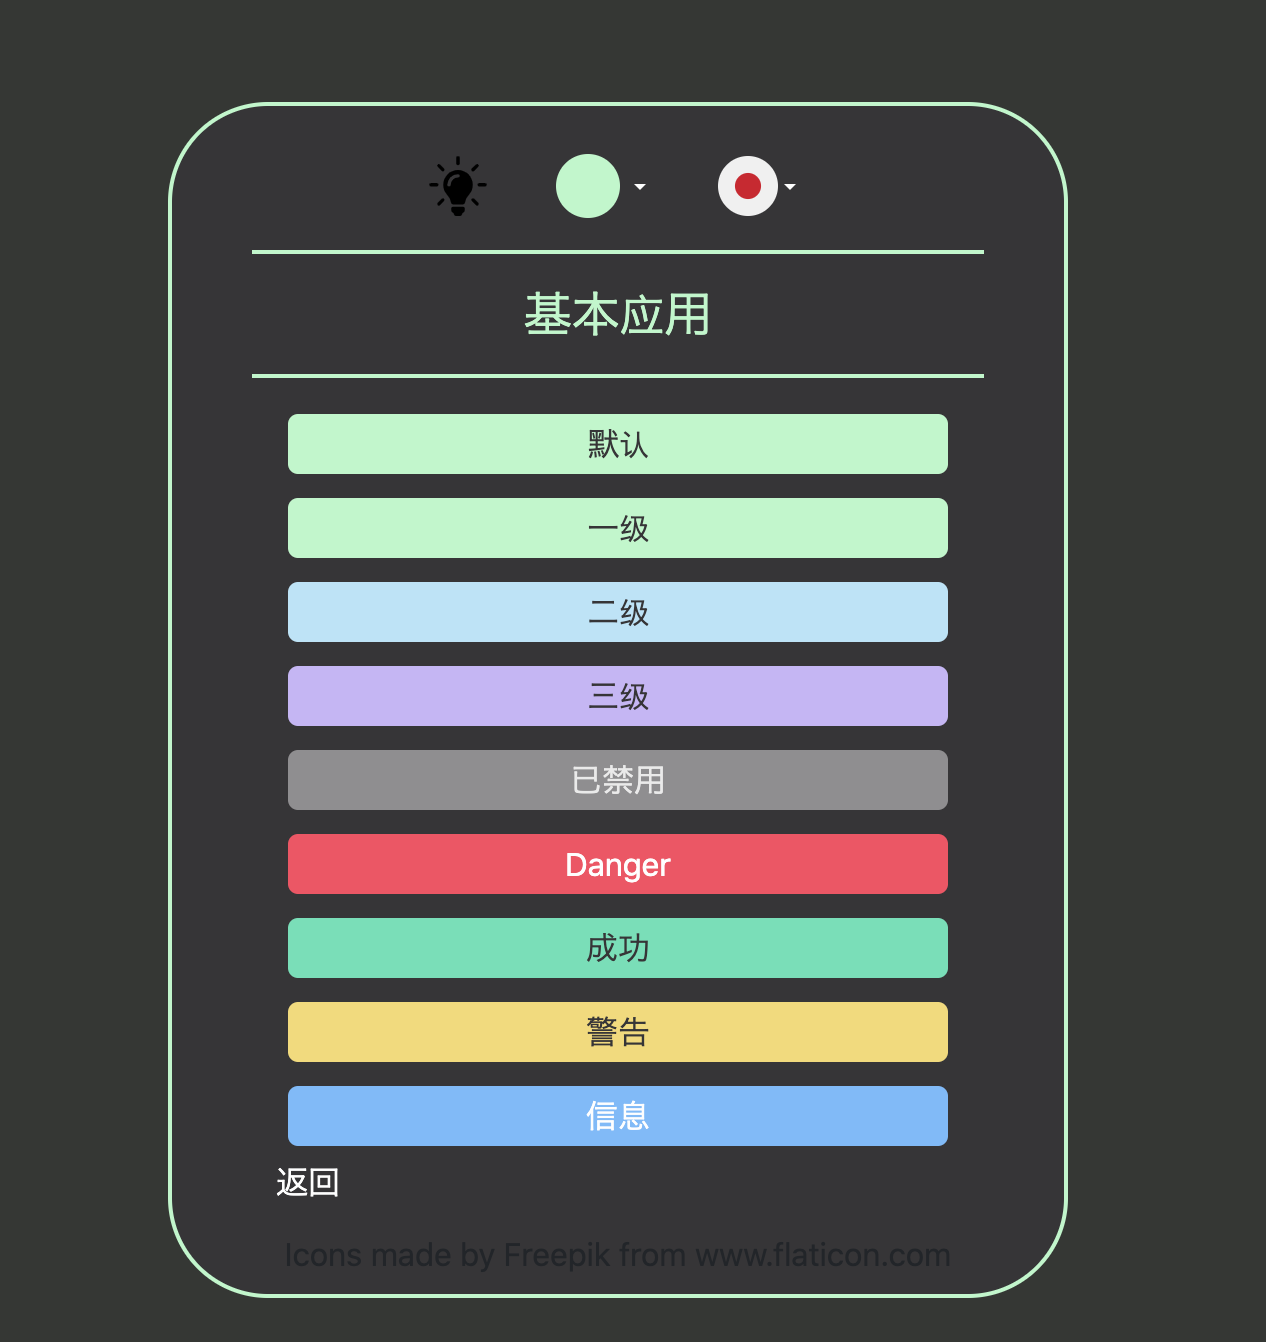 基本应用
默认
一级
二级
三级
已禁用
Danger
成功
警告
信息
返回
Icons made by Freepik from www.flaticon.com